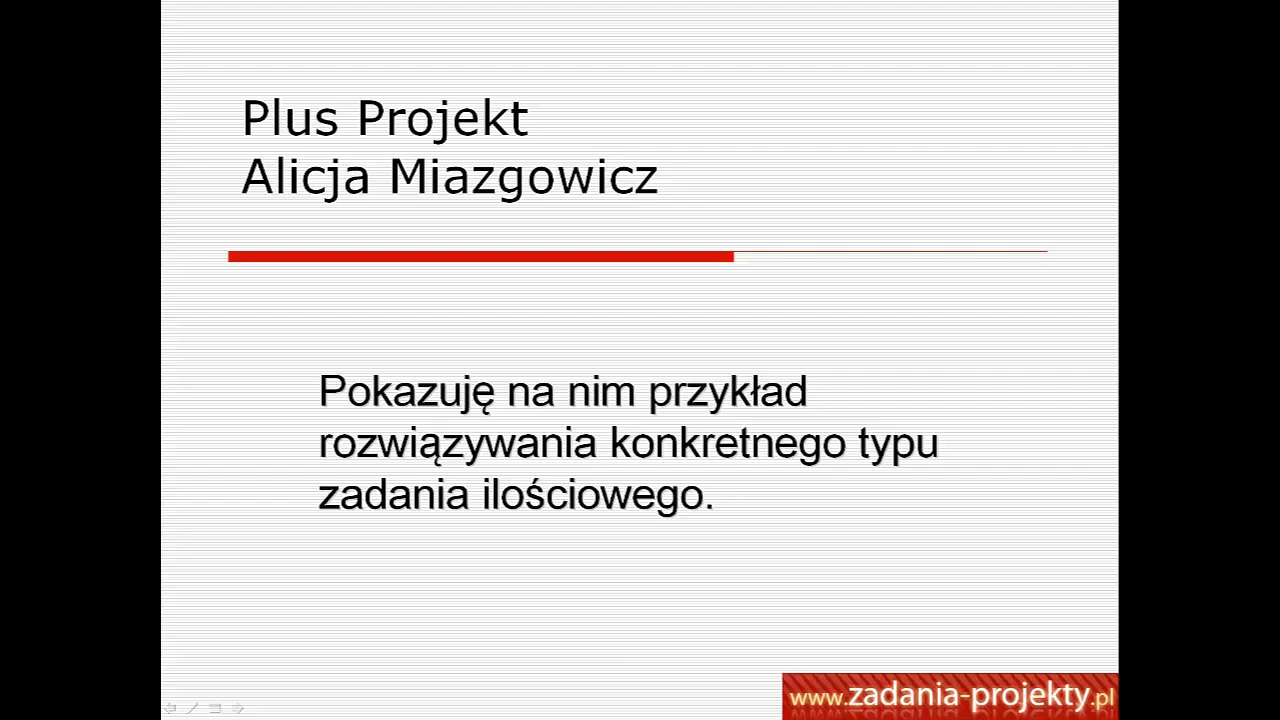 Plus Projekt
Alicja Miazgowicz
Pokazuję na nim przykład
rozwiązywania konkretnego typu
zadania ilościowego.
www.zadania-projekty.pl